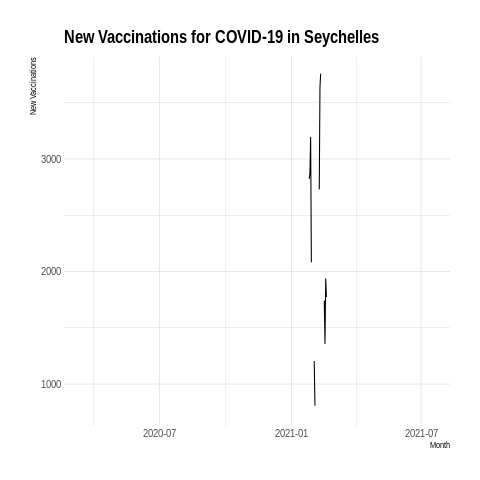 New Vaccinations for COVID-19 in Seychelles
New Vaccinations
3000
2000
1000
2020-07
2021-01
2021-07
Month